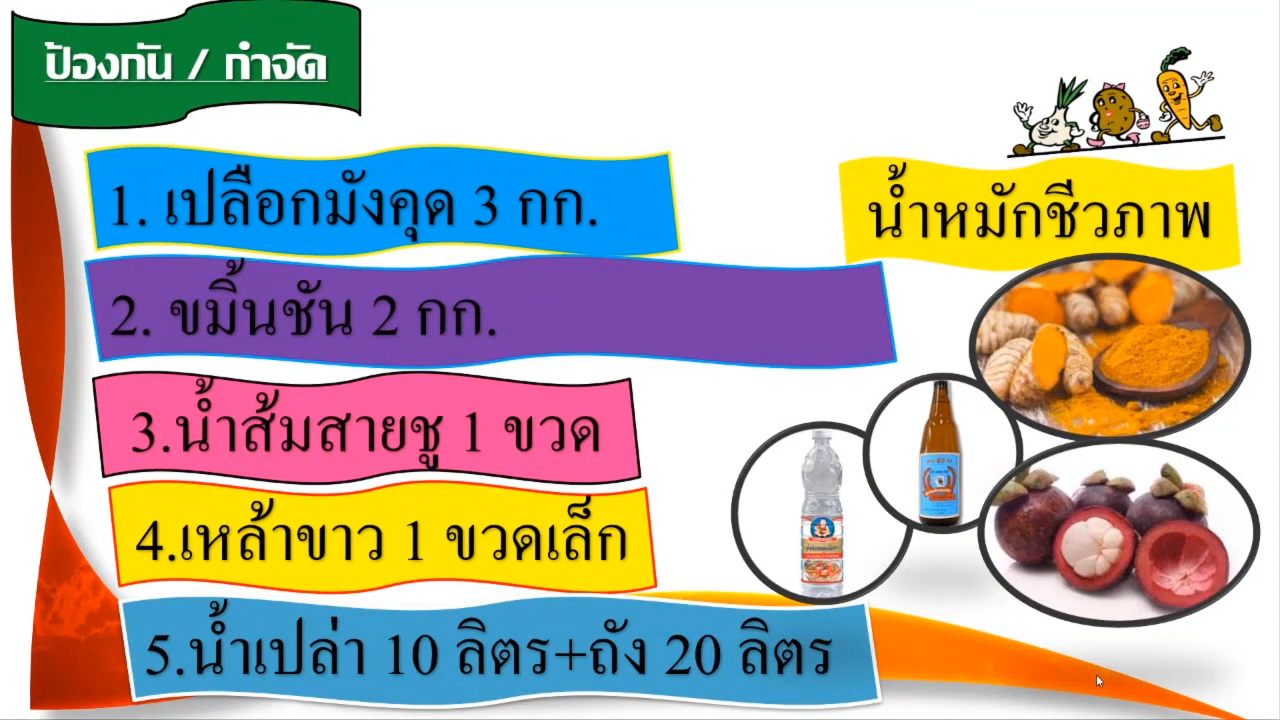 ป้องกัน / กำจัด
น้ำหมักชีวภาพ
1. เปลือกมังคุด 3 กก.
2. ขมิ้นชัน 2 กก.
3.น้ำส้มสายชู 1 ขวด
4.เหล้าขาว 1 ขวดเล็ก
5.น้ำเปล่า 10 ลิตร+ถัง 20 ลิตร